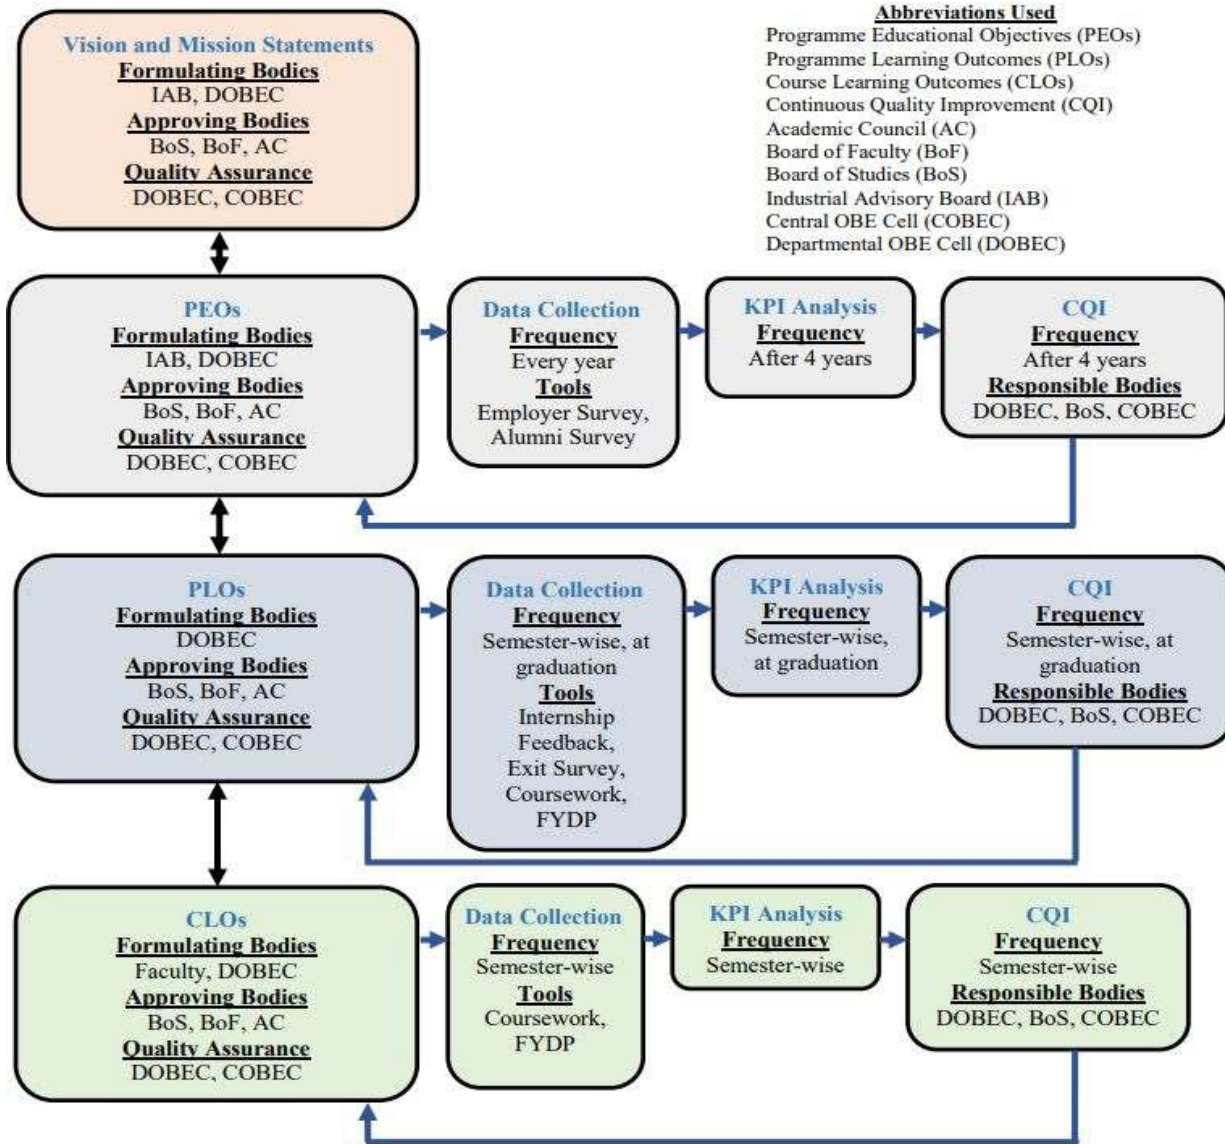 Vision and Mission Statements
Formulating Bodies
IAB, DOBEC
Approving Bodies
BoS, BoF, AC
Quality Assurance
DOBEC, COBEC
Abbreviations Used
Programme Educational Objectives (PEOs)
Programme Learning Outcomes (PLOs)
Course Learning Outcomes (CLOs)
Continuous Quality Improvement (CQI)
Academic Council (AC)
Board of Faculty (BoF)
Board of Studies (BoS)
Industrial Advisory Board (IAB)
Central OBE Cell (COBEC)
Departmental OBE Cell (DOBEC)
PEOs
Formulating Bodies
IAB, DOBEC
Approving Bodies
BoS, BoF, AC
Quality Assurance
DOBEC, COBEC
Data Collection
Frequency
Every year
Tools
Employer Survey,
Alumni Survey
KPI Analysis
Frequency
After 4 years
CQI
Frequency
After 4 years
Responsible Bodies
DOBEC, BoS, COBEC
PLOs
Formulating Bodies
DOBEC
Approving Bodies
BoS, BoF, AC
Quality Assurance
DOBEC, COBEC
Data Collection
Frequency
Semester-wise, at
graduation
Tools
Internship
Feedback,
Exit Survey,
Coursework,
FYDP
KPI Analysis
Frequency
Semester-wise,
at graduation
CQI
Frequency
Semester-wise, at
graduation
Responsible Bodies
DOBEC, BoS, COBEC
CLOs
Formulating Bodies
Faculty, DOBEC
Approving Bodies
BoS, BoF, AC
Quality Assurance
DOBEC, COBEC
Data Collection
Frequency
Semester-wise
Tools
Coursework,
FYDP
KPI Analysis
Frequency
Semester-wise
CQI
Frequency
Semester-wise
Responsible Bodies
DOBEC, BoS, COBEC